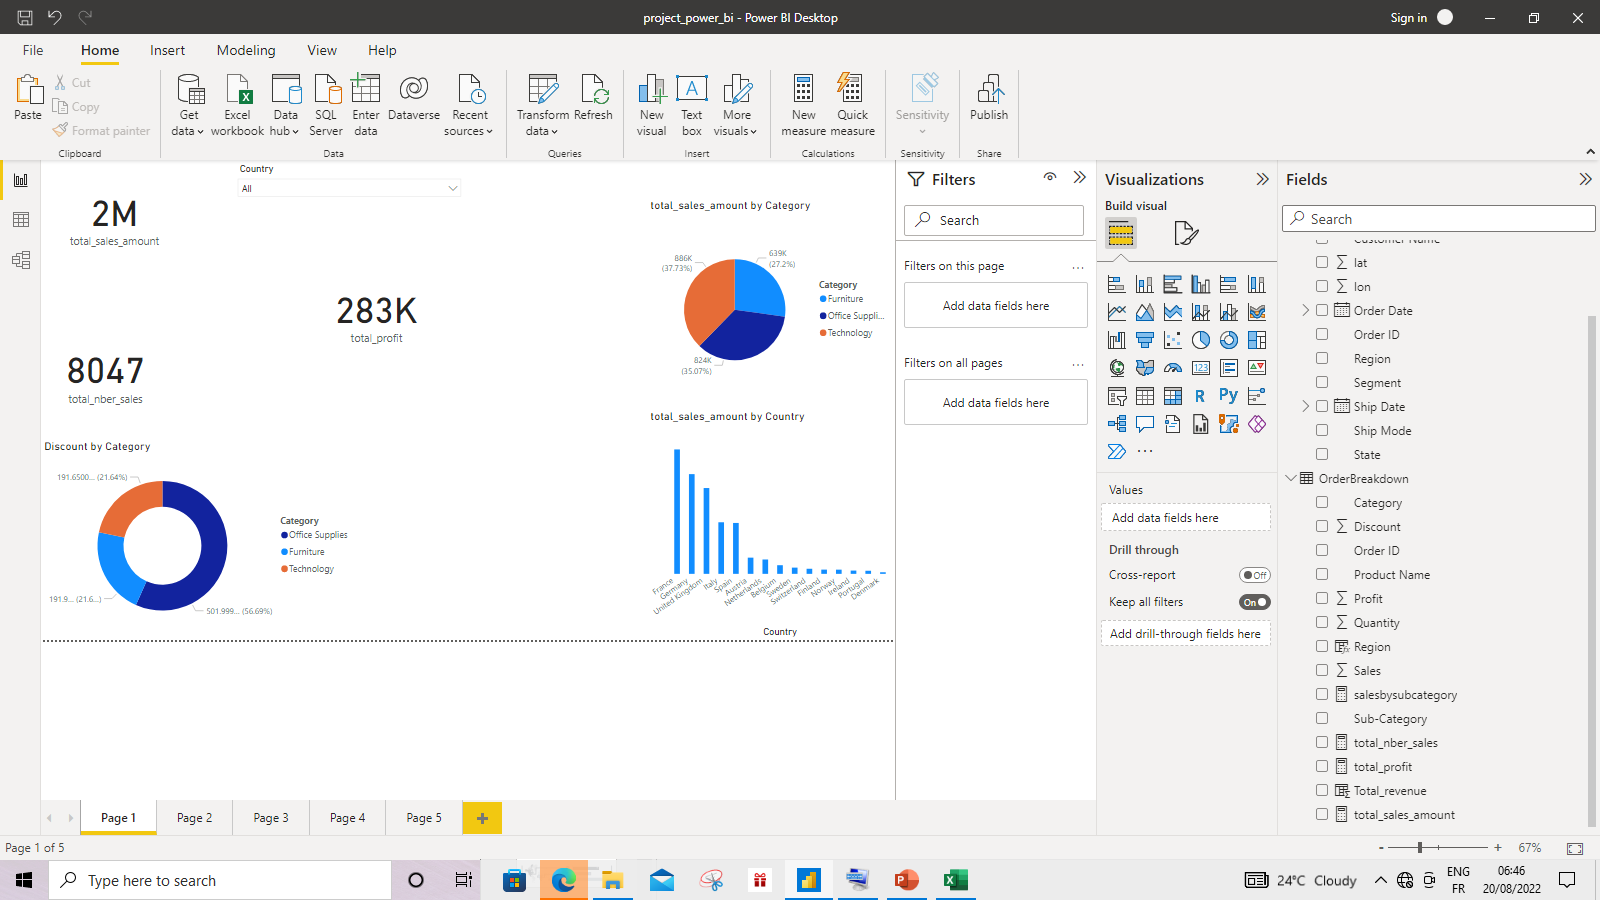 project_power_bi - Power BI Desktop
Sign in
File
Home
Insert
Modeling
View
Help
Paste
Cut
Copy
Format painter
Clipboard
Get data
Excel workbook
Data hub
SQL Server
Enter data
Dataverse
Recent sources
Data
Transform data
Refresh
Queries
New visual
Text box
More visuals
Insert
New measure
Quick measure
Calculations
Sensitivity
Sensitivity
Publish
Share
Country
All
2M
total_sales_amount
283K
total_profit
8047
total_nber_sales
total_sales_amount by Category
886K
(37.73%)
639K
(27.2%)
824K
(35.07%)
Category
Furniture
Office Suppli...
Technology
Discount by Category
191.6500... (21.64%)
191.9... (21.6...)
501.999... (56.69%)
Category
Office Supplies
Furniture
Technology
total_sales_amount by Country
France
Germany
United Kingdom
Italy
Spain
Austria
Netherlands
Belgium
Sweden
Switzerland
Finland
Norway
Ireland
Portugal
Denmark
Country
Filters
Search
Filters on this page
...
Add data fields here
Filters on all pages
...
Add data fields here
Visualizations
Build visual
123
R
Py
...
Values
Add data fields here
Drill through
Cross-report
Off
Keep all filters
On
Add drill-through fields here
Fields
Search
Customer Name
lat
lon
Order Date
Order ID
Region
Segment
Ship Date
Ship Mode
State
OrderBreakdown
Category
Discount
Order ID
Product Name
Profit
Quantity
Region
Sales
salesbysubcategory
Sub-Category
total_nber_sales
total_profit
Total_revenue
total_sales_amount
Page 1
Page 2
Page 3
Page 4
Page 5
+
Page 1 of 5
- + 67%
Type here to search
24°C Cloudy
ENG
FR
06:46
20/08/2022